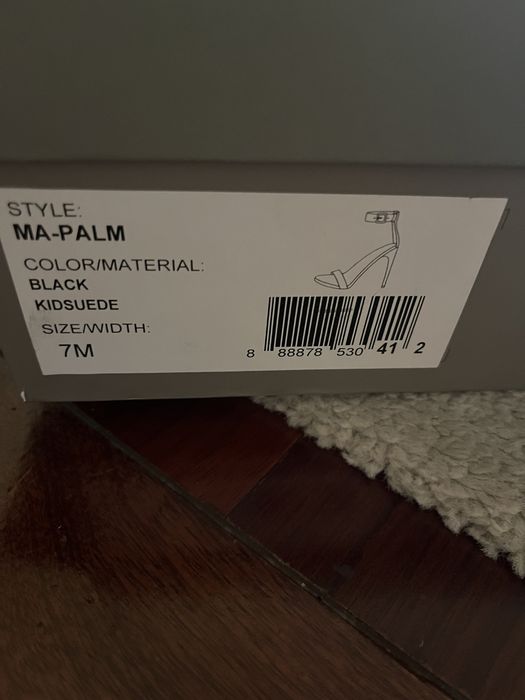 STYLE:
MA-PALM
COLOR/MATERIAL:
BLACK
KIDSUEDE
SIZE/WIDTH:
7M
8 88878 530 41 2